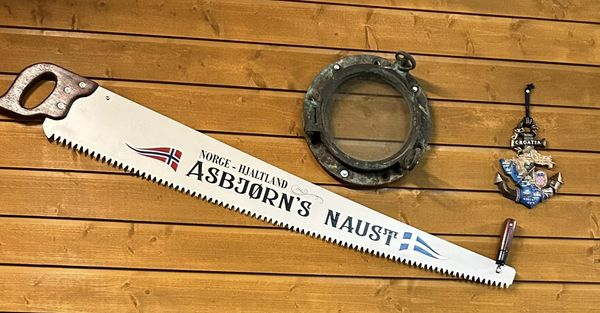 NORGE - HJALTLAND
ASBJØRN'S NAUST
CROATIA